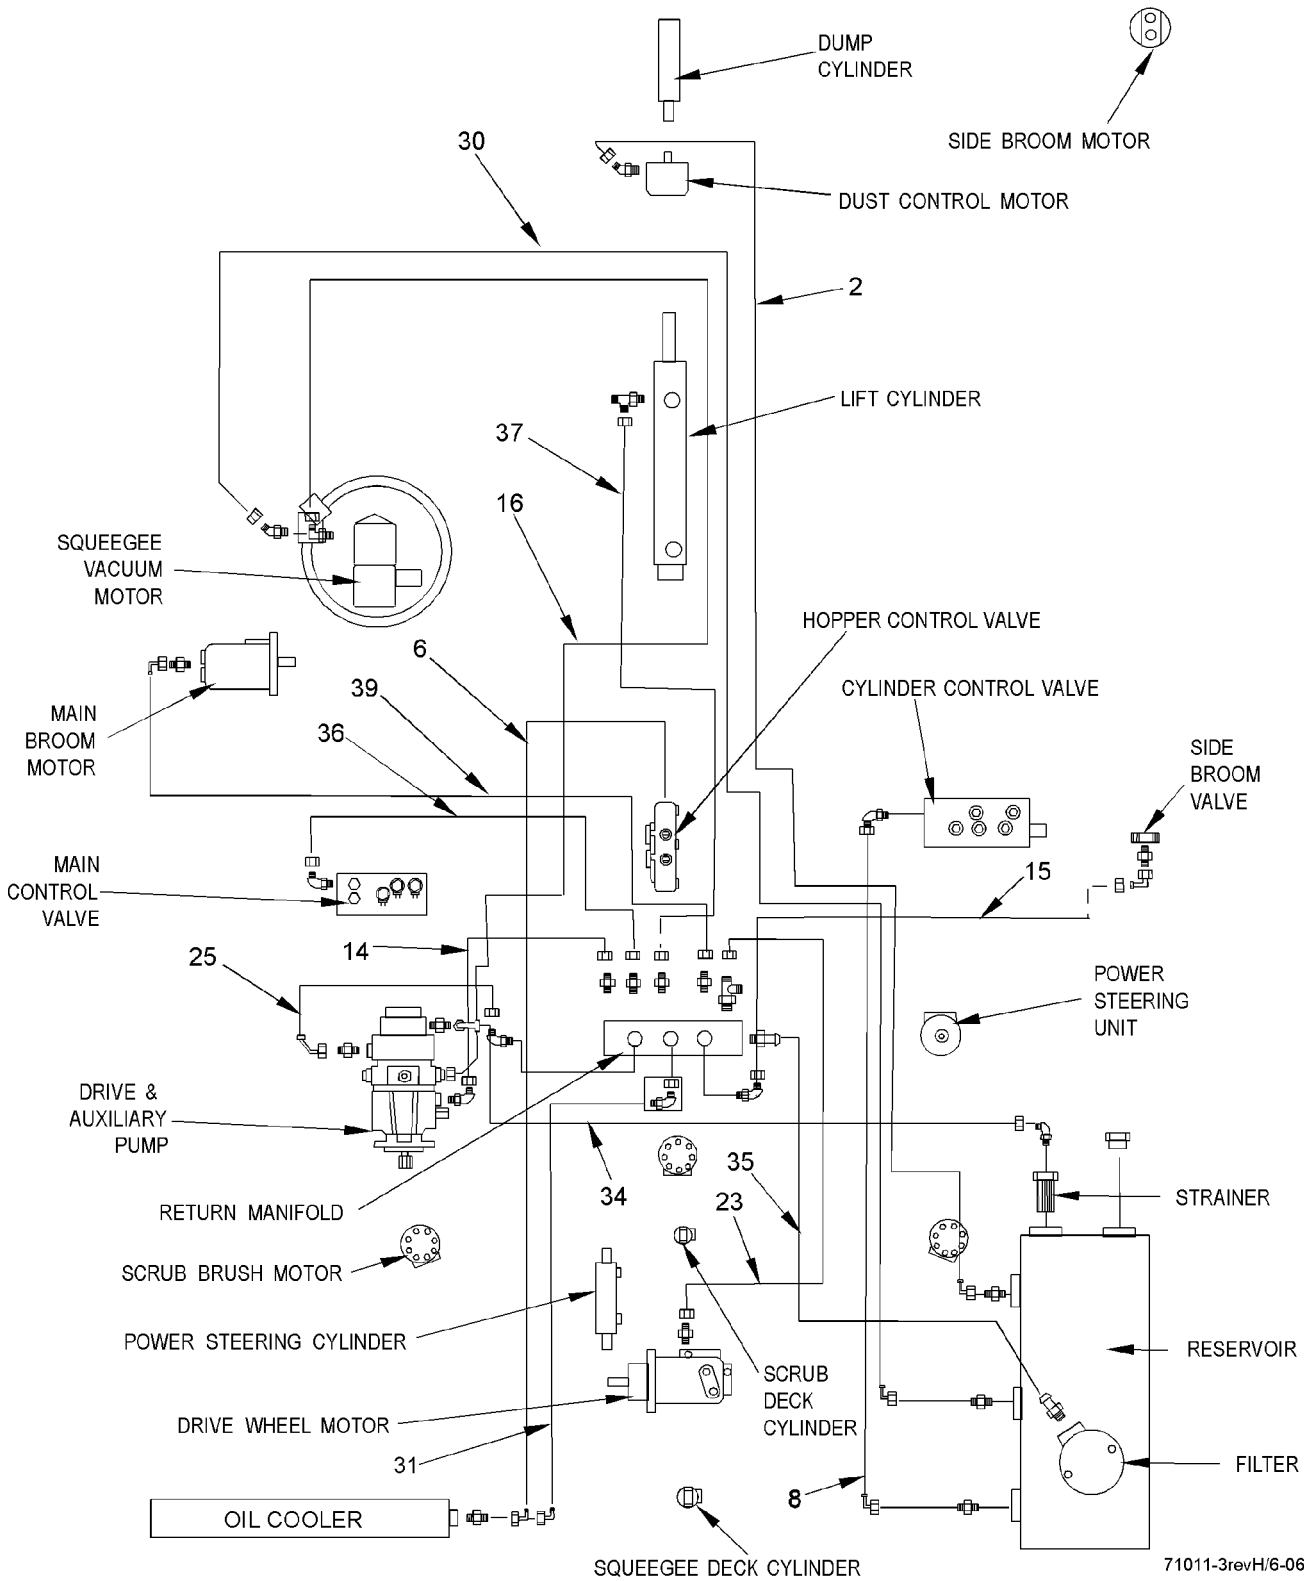 DUMP
CYLINDER
SIDE BROOM MOTOR
30
DUST CONTROL MOTOR
2
LIFT CYLINDER
37
16
SQUEEGEE
VACUUM
MOTOR
HOPPER CONTROL VALVE
6
39
CYLINDER CONTROL VALVE
MAIN
BROOM
MOTOR
36
SIDE
BROOM
VALVE
MAIN
CONTROL
VALVE
15
14
25
POWER
STEERING
UNIT
DRIVE &
AUXILIARY
PUMP
34
35
23
STRAINER
RETURN MANIFOLD
SCRUB BRUSH MOTOR
POWER STEERING CYLINDER
RESERVOIR
SCRUB
DECK
CYLINDER
DRIVE WHEEL MOTOR
31
FILTER
8
OIL COOLER
SQUEEGEE DECK CYLINDER
71011-3revH/6-06